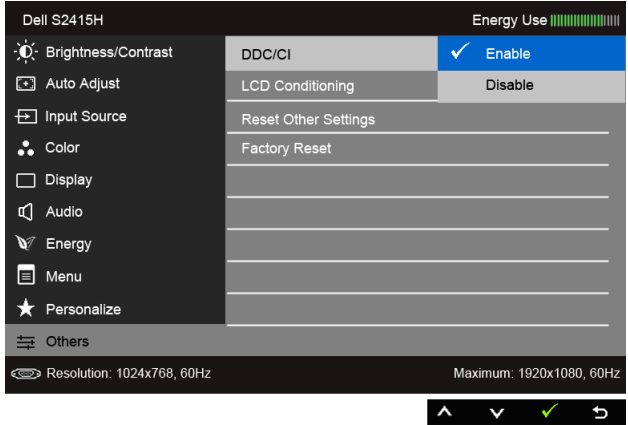 Dell S2415H
Energy Use
Brightness/Contrast
DDC/CI
Enable
Auto Adjust
LCD Conditioning
Disable
Input Source
Reset Other Settings
Color
Factory Reset
Display
Audio
Energy
Menu
Personalize
Others
Resolution: 1024x768, 60Hz
Maximum: 1920x1080, 60Hz